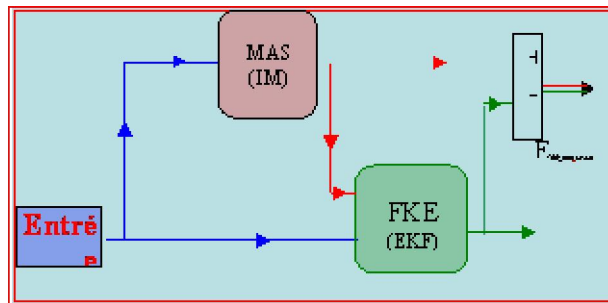 MAS
(IM)
+
-
F
FKE
(EKF)
Entré
e